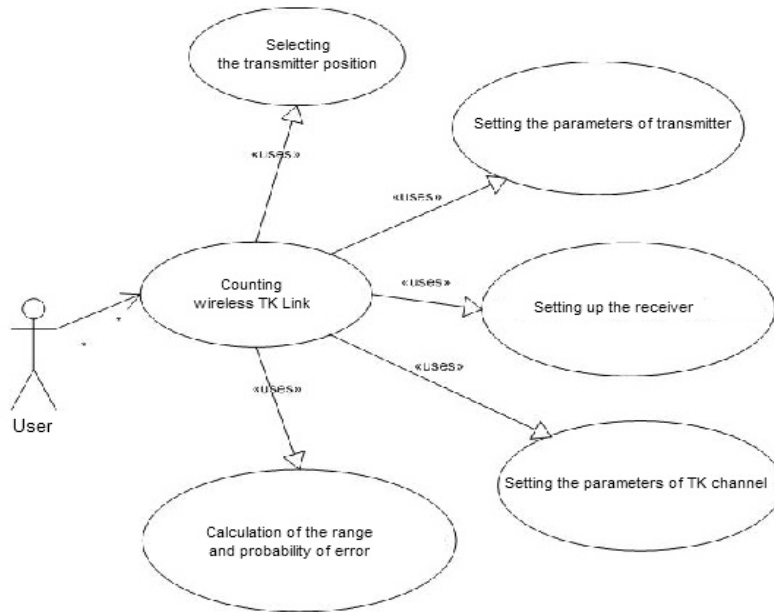 Selecting
the transmitter position
«uses»
Setting the parameters of transmitter
«uses»
Counting
wireless TK Link
«uses»
Setting up the receiver
* *
User
«uses»
«uses»
Setting the parameters of TK channel
Calculation of the range
and probability of error